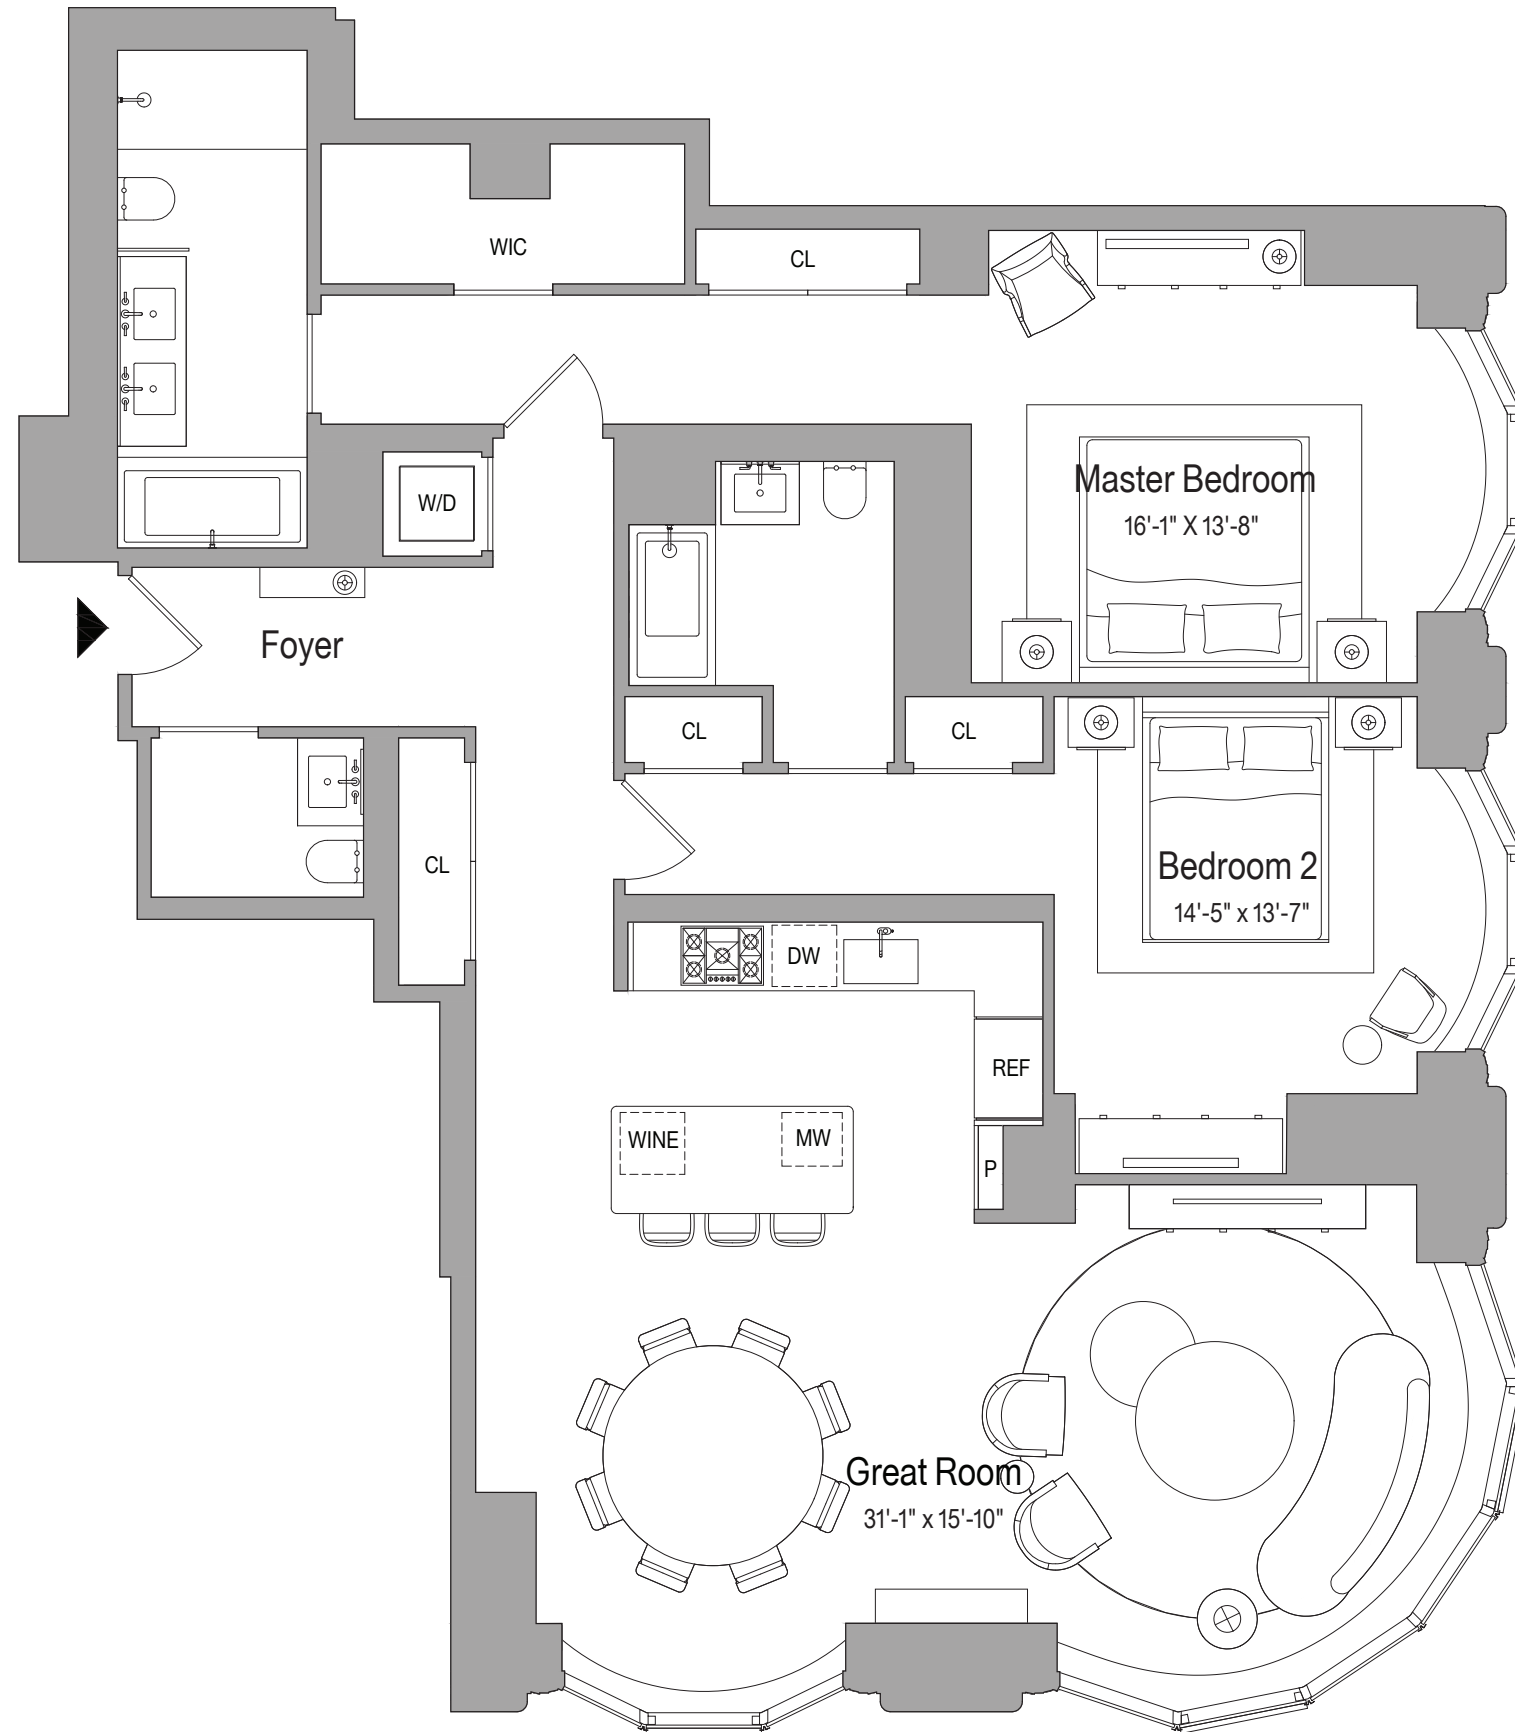 WIC
CL
Master Bedroom
16'-1" X 13'-8"
W/D
Foyer
CL
CL
CL
Bedroom 2
14'-5" x 13'-7"
DW
REF
WINE
MW
P
Great Room
31'-1" x 15'-10"